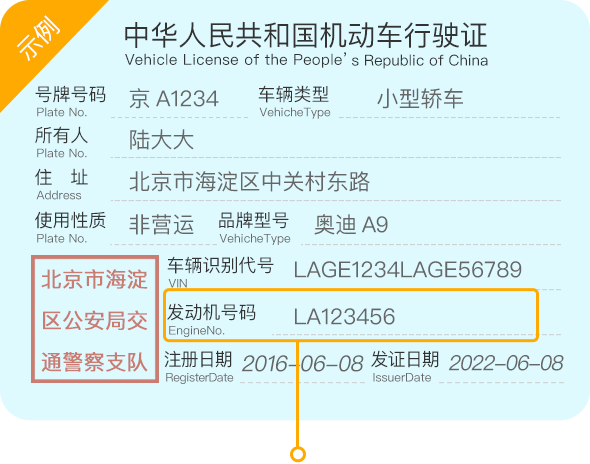 示例
中华人民共和国机动车行驶证
Vehicle License of the People's Republic of China
号牌号码 京 A1234 车辆类型 小型轿车
Plate No. VehicheType
所有人 陆大大
Plate No.
住 址 北京市海淀区中关村东路
Address
使用性质 非营运 品牌型号 奥迪 A9
Plate No. VehicheType
北京市海淀
区公安局交
通警察支队
车辆识别代号 LAGE1234LAGE56789
VIN
发动机号码 LA123456
EngineNo.
注册日期 2016-06-08 发证日期 2022-06-08
RegisterDate IssuerDate